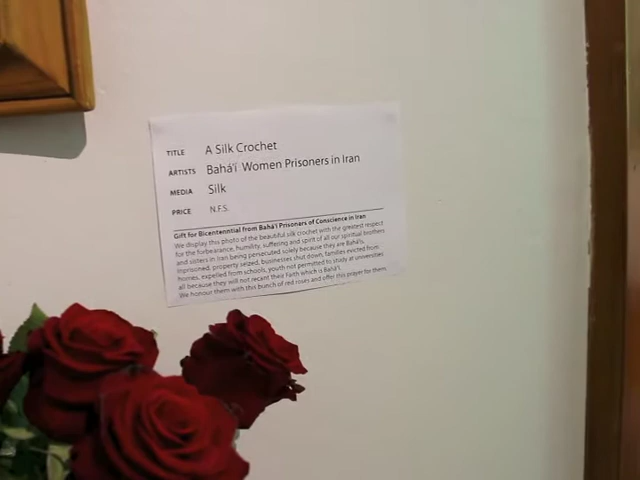 TITLE A Silk Crochet
ARTISTS Bahá'í Women Prisoners in Iran
MEDIA Silk
PRICE N.F.S.
Gift for Bicentenntial from Bahá'í Prisoners of Conscience in Iran
We display this photo of the beautiful silk crochet with the greatest respect
for the forbearance, humility, suffering and spirit of all our spiritual brothers
and sisters in Iran being persecuted solely because they are Bahá'ís,
imprisoned, property seized, businesses shut down, families evicted from
homes, expelled from schools, youth not permitted to study at universities
all because they will not recant their Faith which is Bahá'í.
We honour them with this bunch of red roses and offer this prayer for them.